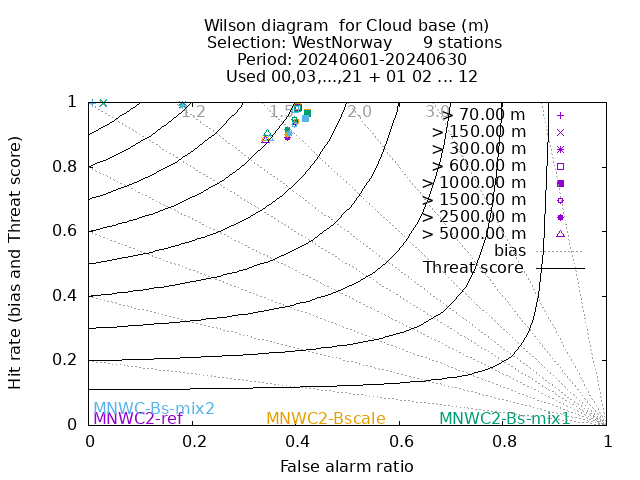 Wilson diagram  for Cloud base (m)
Selection: WestNorway      9 stations
Period: 20240601-20240630
Used 00,03,...,21 + 01 02 ... 12
1
1.2
1.5
2.0
3.0
> 70.00 m
> 150.00 m
> 300.00 m
> 600.00 m
> 1000.00 m
> 1500.00 m
> 2500.00 m
> 5000.00 m
bias
Threat score
0.8
0.6
0.4
0.2
0
Hit rate (bias and Threat score)
MNWC-Bs-mix2
MNWC2-ref
MNWC2-Bscale
MNWC2-Bs-mix1
0 0.2 0.4 0.6 0.8 1
False alarm ratio